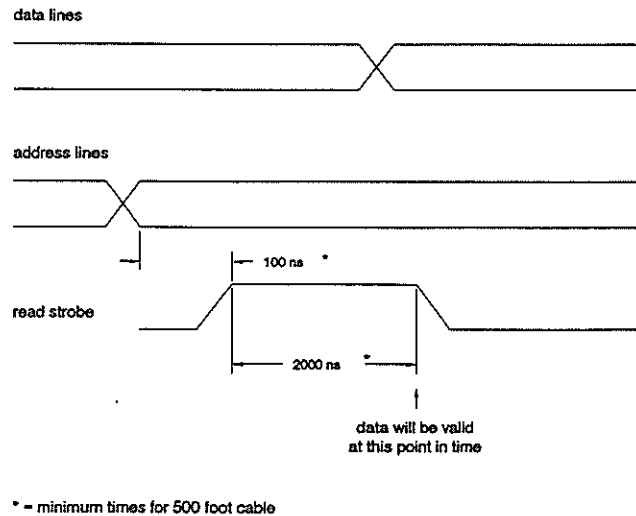 data lines
address lines
100 ns *
read strobe
2000 ns *
data will be valid
at this point in time
* = minimum times for 500 foot cable